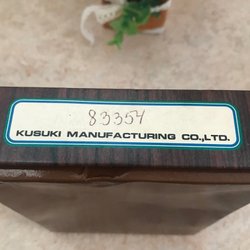 83354
KUSUKI MANUFACTURING CO.,LTD.